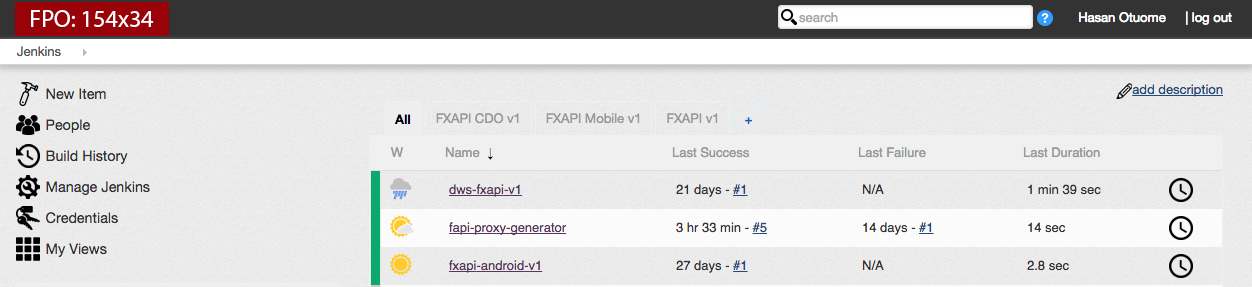 FPO: 154x34
search
?
Hasan Otuome
| log out
Jenkins
New Item
People
Build History
Manage Jenkins
Credentials
My Views
add description
All FXAPI CDO v1 FXAPI Mobile v1 FXAPI v1 +
W Name ↓ Last Success Last Failure Last Duration
dws-fxapi-v1 21 days - #1 N/A 1 min 39 sec
fapi-proxy-generator 3 hr 33 min - #5 14 days - #1 14 sec
fxapi-android-v1 27 days - #1 N/A 2.8 sec